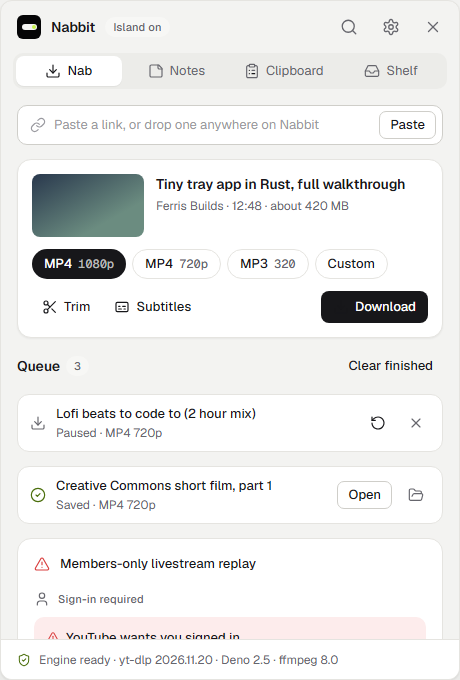 Nabbit Island on
Nab Notes Clipboard Shelf
Paste a link, or drop one anywhere on Nabbit Paste
Tiny tray app in Rust, full walkthrough
Ferris Builds · 12:48 · about 420 MB
MP4 1080p MP4 720p MP3 320 Custom
Trim Subtitles Download
Queue 3 Clear finished
Lofi beats to code to (2 hour mix)
Paused · MP4 720p
Creative Commons short film, part 1
Saved · MP4 720p
Open
Members-only livestream replay
Sign-in required
YouTube wants you signed in
Engine ready · yt-dlp 2026.11.20 · Deno 2.5 · ffmpeg 8.0